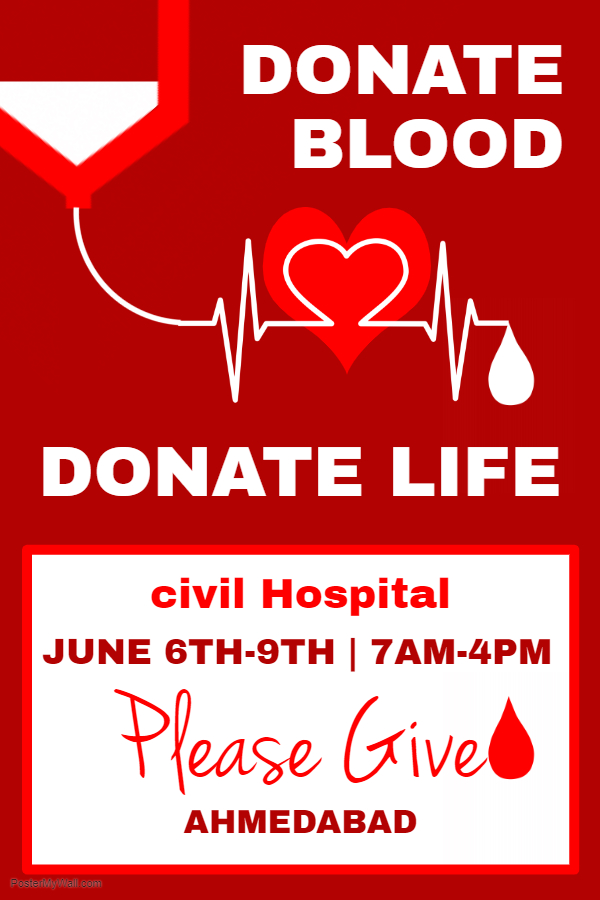 DONATE
BLOOD
DONATE LIFE
civil Hospital
JUNE 6TH-9TH | 7AM-4PM
Please Give
AHMEDABAD
PosterMyWall.com